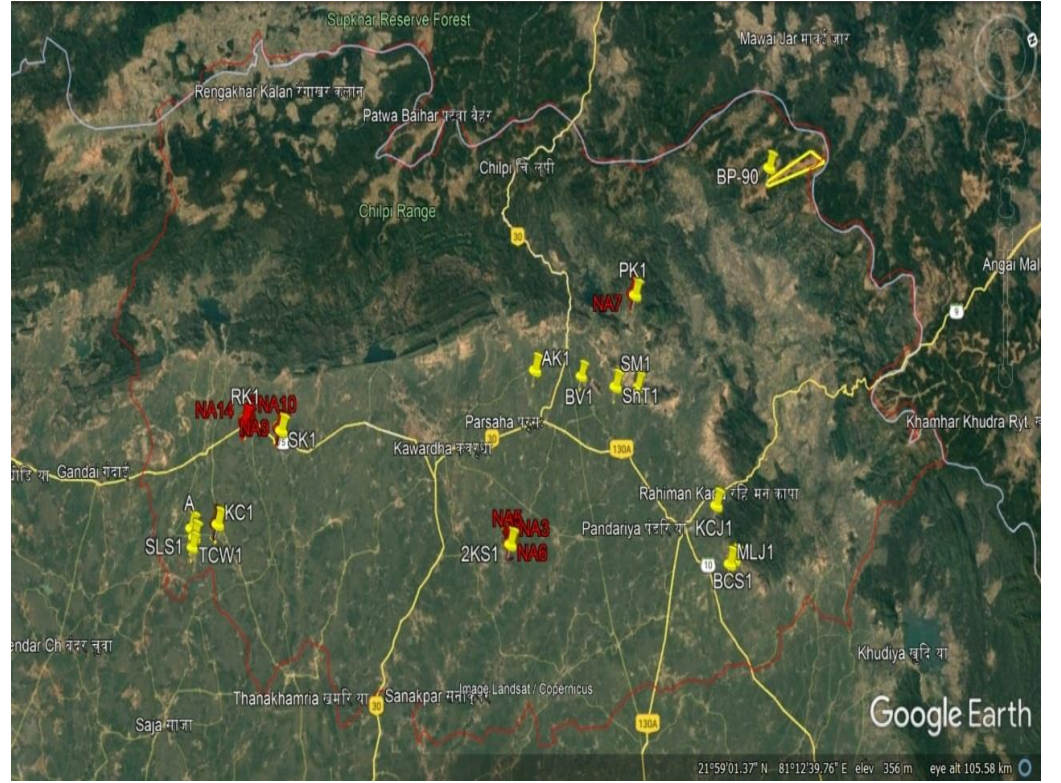 Supkhar Reserve Forest
Mawai Jar मावई जार
Rengakhar Kalan रेंगाखर कलान
Patwa Baihar पटवा बैहर
Chilpi चिल्पी
BP-90
Chilpi Range
30
PK1
Angai Mal
NA7
9
AK1
SM1
BV1
ShT1
RK1
NA14
NA10
NA9
SK1
Parsaha
Khamhar Khudra Ryt.
30
Kawardha कवर्धा
130A
Gandai गंदाई
A
KC1
Rahiman Kapa रहिमन कापा
NA5
NA3
KCJ1
Pandariya पंडरिया
SLS1
TCW1
2KS1
NA6
MLJ1
10
BCS1
endar Ch
Khudiya खुदिया
Thanakhamria खमरिया
Sanakpar
Image Landsat / Copernicus
30
Saja साजा
130A
Google Earth
21°59'01.37" N 81°12'39.76" E elev 356 m eye alt 105.58 km